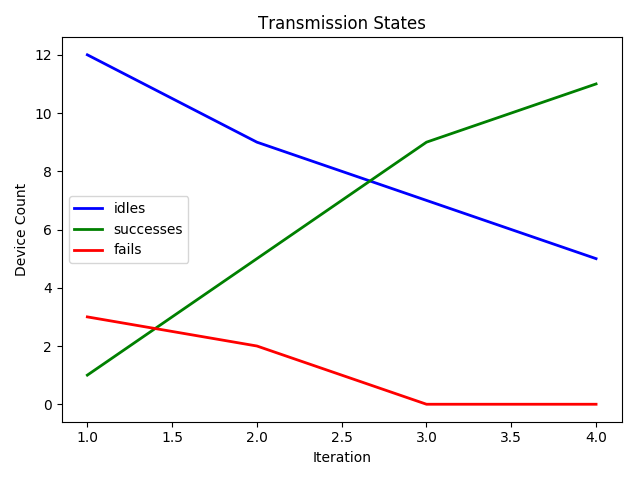 Transmission States
Device Count
12
10
8
6
4
2
0
idles
successes
fails
1.0 1.5 2.0 2.5 3.0 3.5 4.0
Iteration